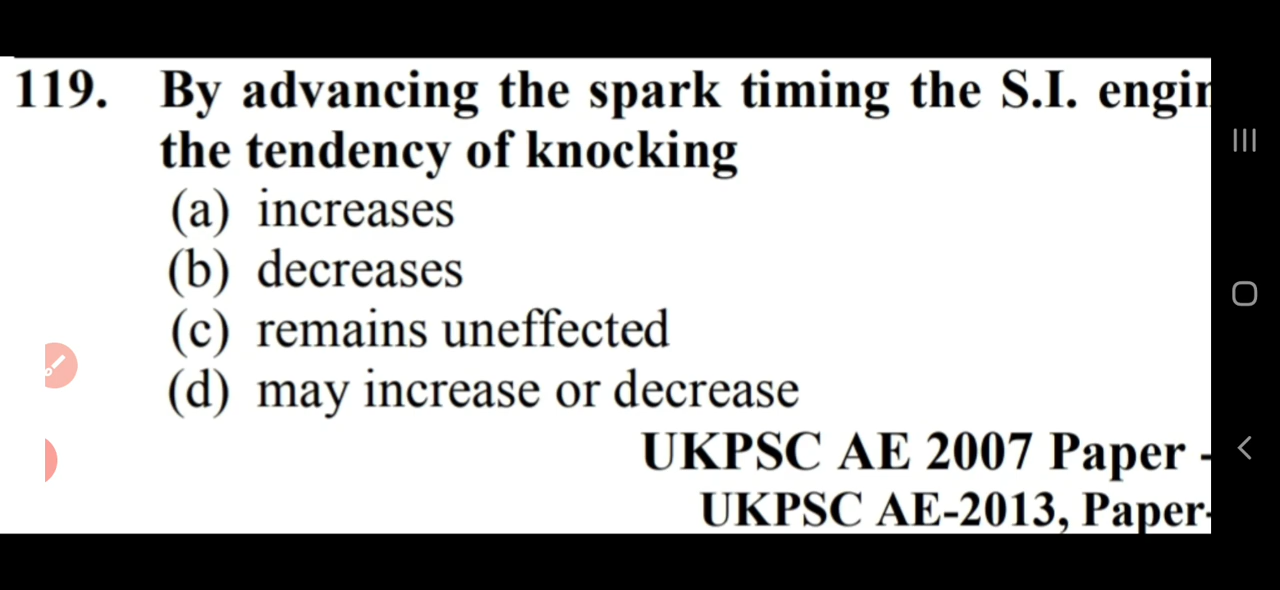 119. By advancing the spark timing the S.I.
the tendency of knocking
(a) increases
(b) decreases
(c) remains uneffected
(d) may increase or decrease
UKPSC AE 2007 Paper -
UKPSC AE-2013, Paper-